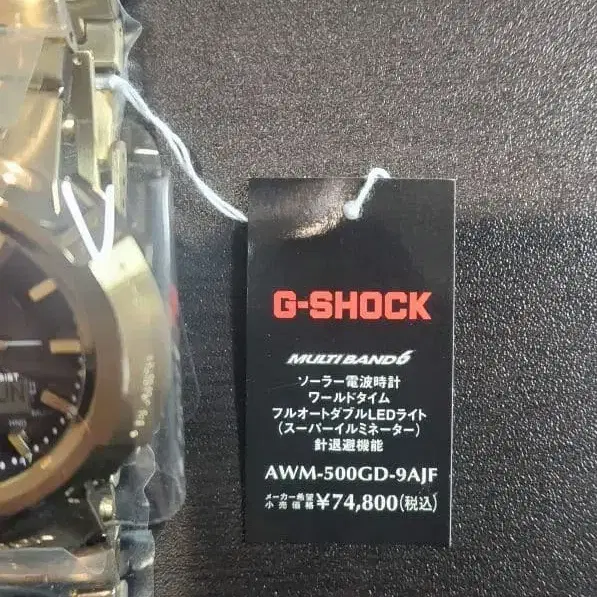 G-SHOCK
MULTI BAND 6
ソーラー電波時計
ワールドタイム
フルオートダブルLEDライト
(スーパーイルミネーター)
針退避機能
AWM-500GD-9AJF
メーカー希望小売価格 ¥74,800(税込)